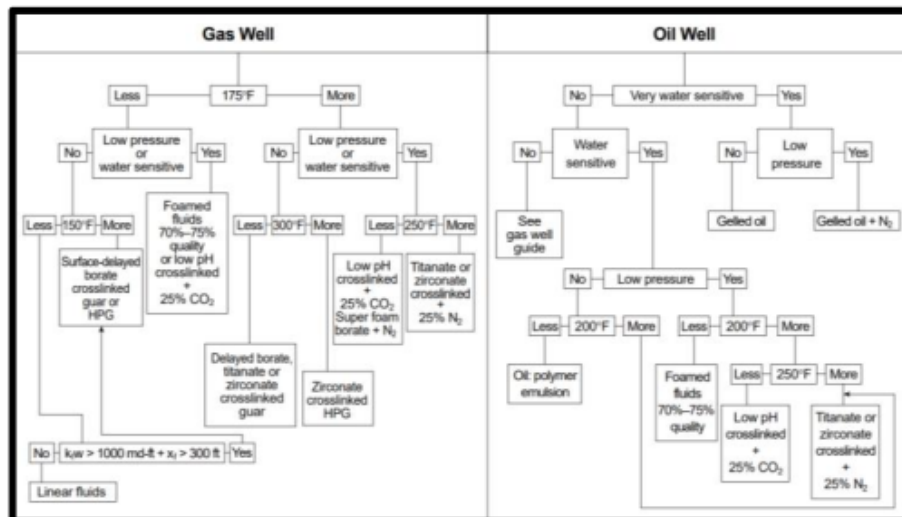 Gas Well
Less 175°F More
No Low pressure or water sensitive Yes
No Low pressure or water sensitive Yes
Less 150°F More
Foamed fluids 70%–75% quality or low pH crosslinked + 25% CO₂
Less 300°F More
Less 250°F More
Surface-delayed borate crosslinked guar or HPG
Low pH crosslinked + 25% CO₂ Super foam borate + N₂
Titanate or zirconate crosslinked + 25% N₂
Delayed borate, titanate or zirconate crosslinked guar
Zirconate crosslinked HPG
No kfw > 1000 md-ft + xf > 300 ft Yes
Linear fluids
Oil Well
No Very water sensitive Yes
No Water sensitive Yes
No Low pressure Yes
See gas well guide
Gelled oil
Gelled oil + N₂
No Low pressure Yes
Less 200°F More
Less 200°F More
Oil: polymer emulsion
Foamed fluids 70%–75% quality
Less 250°F More
Low pH crosslinked + 25% CO₂
Titanate or zirconate crosslinked + 25% N₂